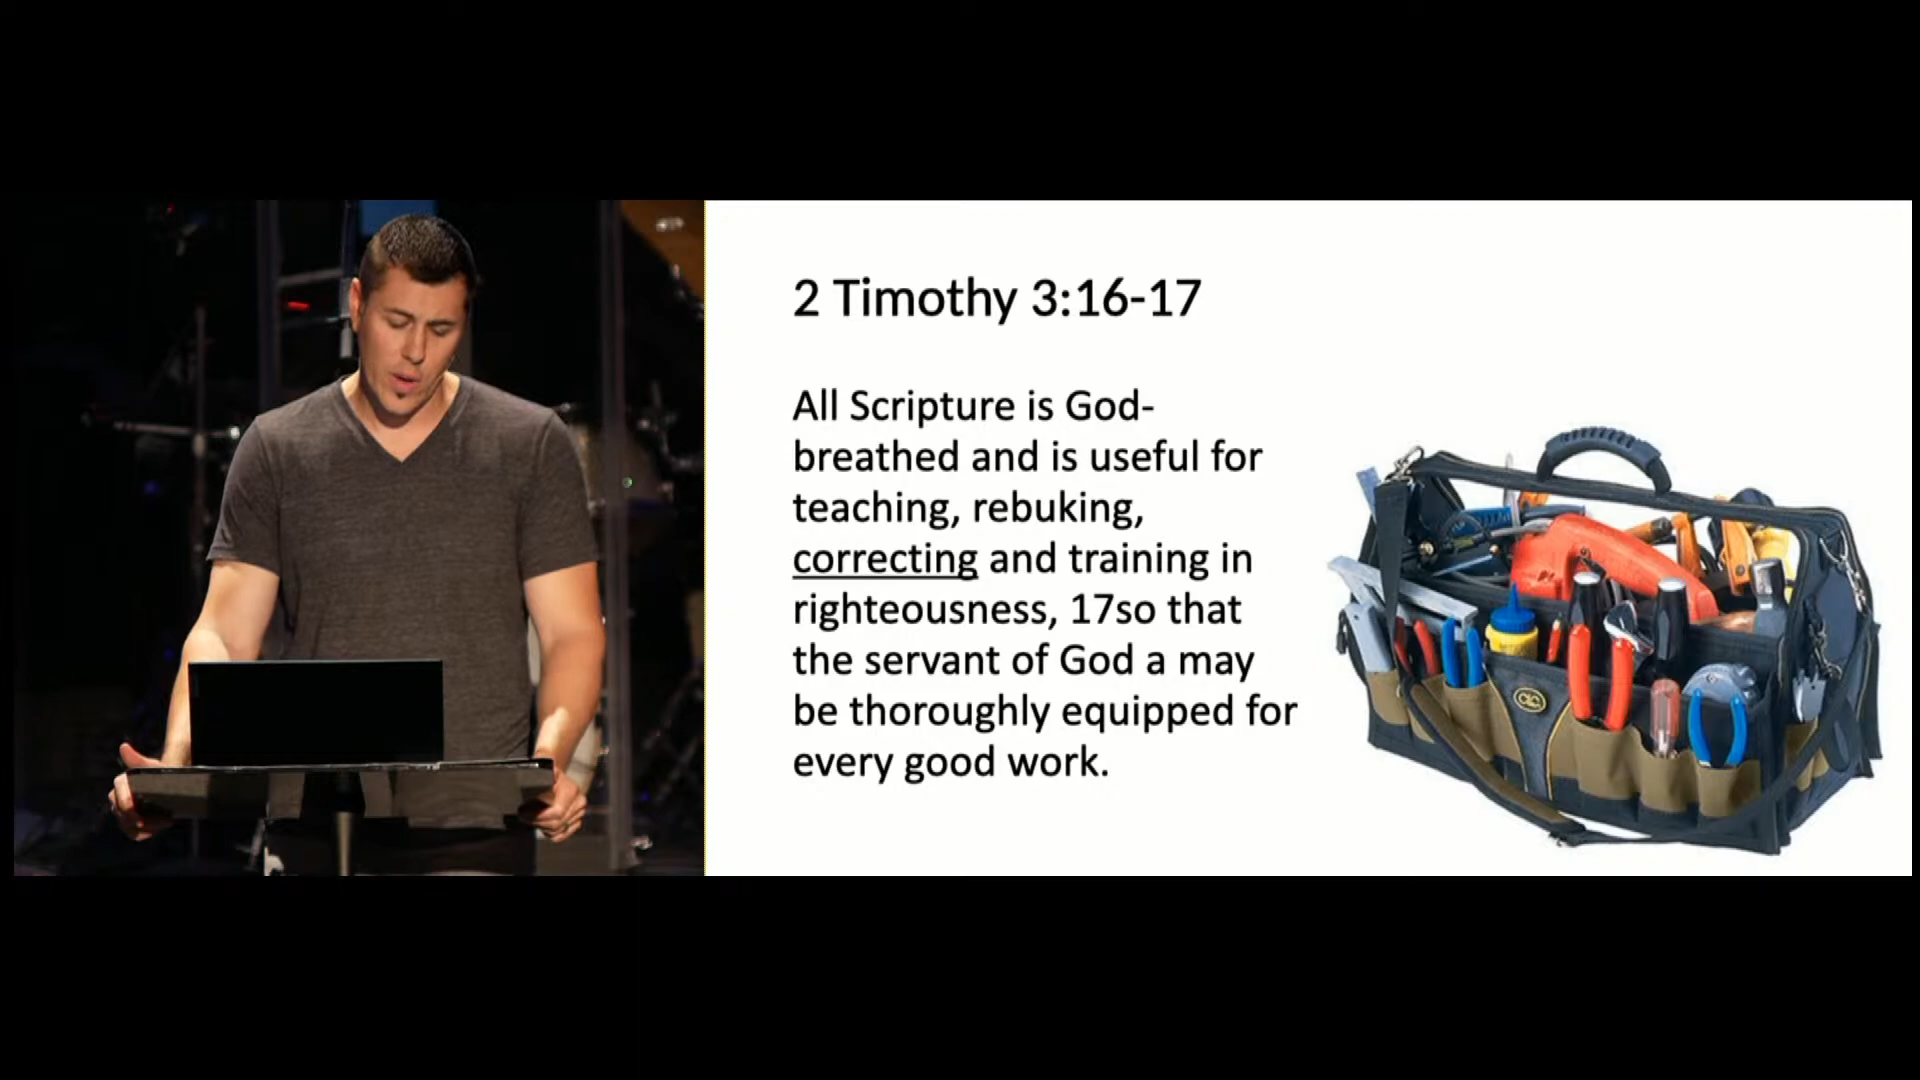 2 Timothy 3:16-17
All Scripture is God-
breathed and is useful for
teaching, rebuking,
correcting and training in
righteousness, 17so that
the servant of God a may
be thoroughly equipped for
every good work.
CLC